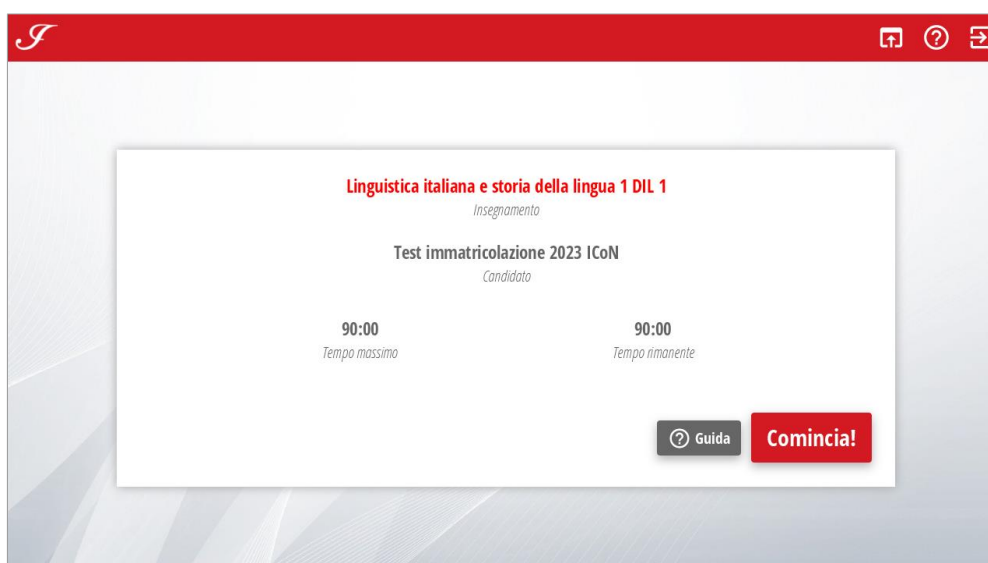 Linguistica italiana e storia della lingua 1 DIL 1
Insegnamento
Test immatricolazione 2023 ICoN
Candidato
90:00
Tempo massimo
90:00
Tempo rimanente
Guida
Comincia!